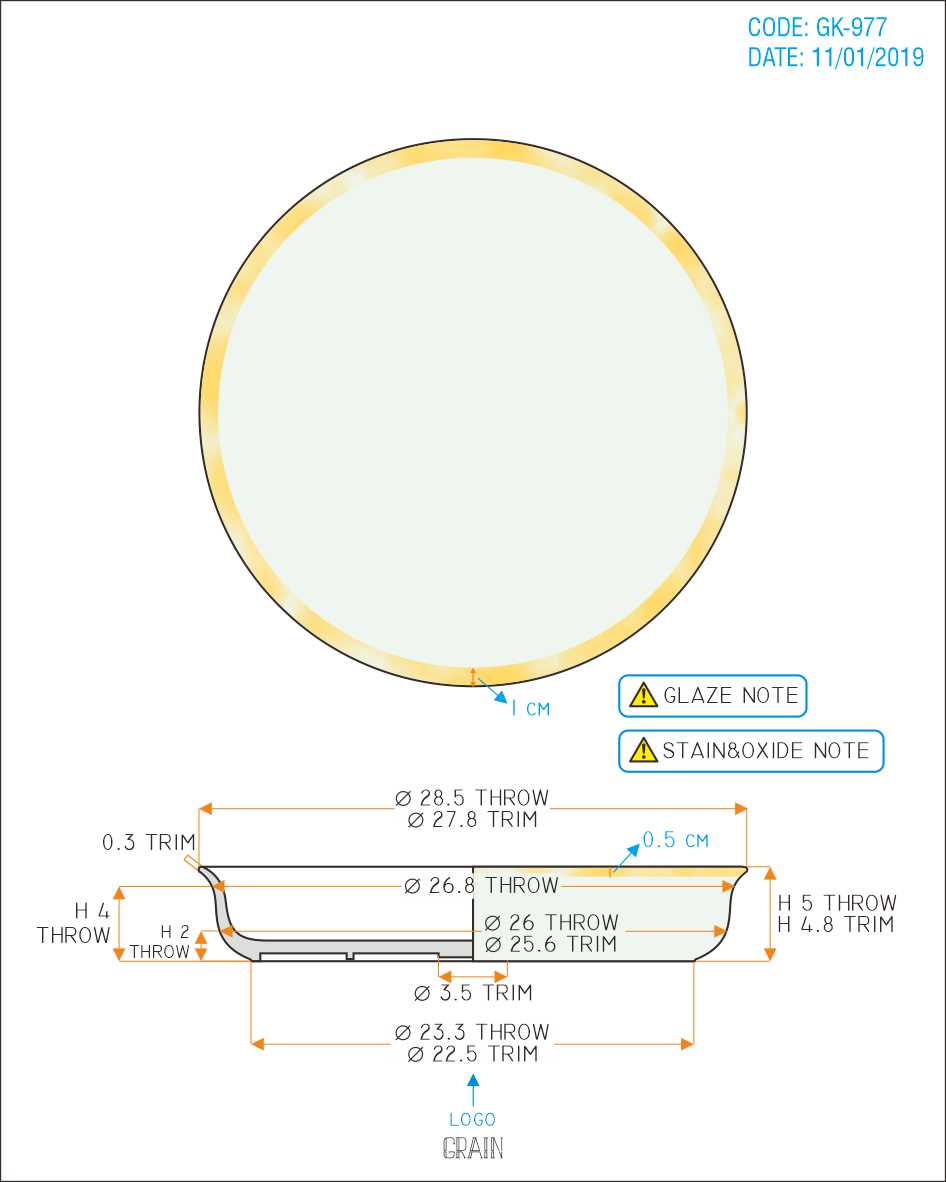 CODE: GK-977
DATE: 11/01/2019
1 CM
GLAZE NOTE
STAIN&OXIDE NOTE
Ø 28.5 THROW
Ø 27.8 TRIM
0.3 TRIM
0.5 CM
Ø 26.8 THROW
H 4
THROW
H 2
THROW
Ø 26 THROW
Ø 25.6 TRIM
H 5 THROW
H 4.8 TRIM
Ø 3.5 TRIM
Ø 23.3 THROW
Ø 22.5 TRIM
LOGO
GRAIN